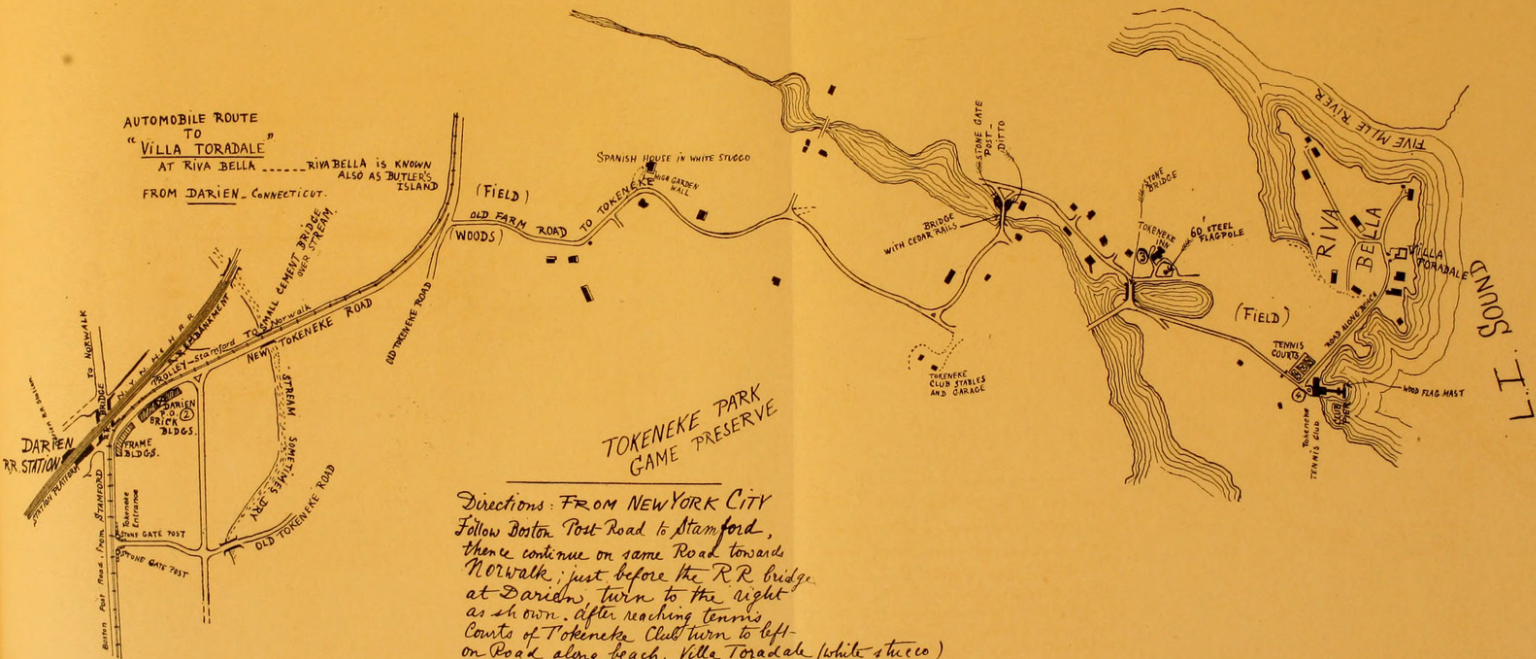 AUTOMOBILE ROUTE
TO
"VILLA TORADALE"
AT RIVA BELLA ------ RIVA BELLA IS KNOWN
ALSO AS BUTLER'S
ISLAND
FROM DARIEN - CONNECTICUT.
TO SMALL CEMENT BRIDGE
OVER STREAM
(FIELD)
OLD FARM ROAD
TO TOKENEKE
(WOODS)
SPANISH HOUSE IN WHITE STUCCO
HIGH GARDEN
WALL
STONE GATE
POST -
DITTO
BRIDGE
WITH CEDAR RAILS
STONE
BRIDGE
TOKENEKE
INN
3
60' STEEL
FLAGPOLE
FIVE MILE RIVER
RIVA
BELLA
VILLA
TORADALE
L. I. SOUND
(FIELD)
ROAD ALONG BEACH
TENNIS
COURTS
WOOD FLAG MAST
4
CLUB
PIER
Tokeneke
TENNIS CLUB
TOKENEKE
CLUB STABLES
AND GARAGE
OLD TOKENEKE ROAD
Norwalk
NEW TOKENEKE ROAD
TROLLEY - Stamford
N.Y. N.H. & H. R R
EMBANKMENT
TO NORWALK
BRIDGE
DARIEN
P.O. 2
BRICK
BLDGS.
FRAME
BLDGS.
DARIEN
R.R. STATION
STATION PLATFORM
STREAM SOMETIMES DRY
OLD TOKENEKE ROAD
Tokeneke
Entrance
STONE GATE POST
STONE GATE POST
Boston Post Road. From STAMFORD
TOKENEKE PARK
GAME PRESERVE
Directions: FROM NEW YORK CITY
Follow Boston Post Road to Stamford,
thence continue on same Road towards
Norwalk; just before the RR bridge
at Darien, turn to the right
as shown. After reaching tennis
Courts of Tokeneke Club turn to left-
on Road along beach. Villa Toradale (white stucco)